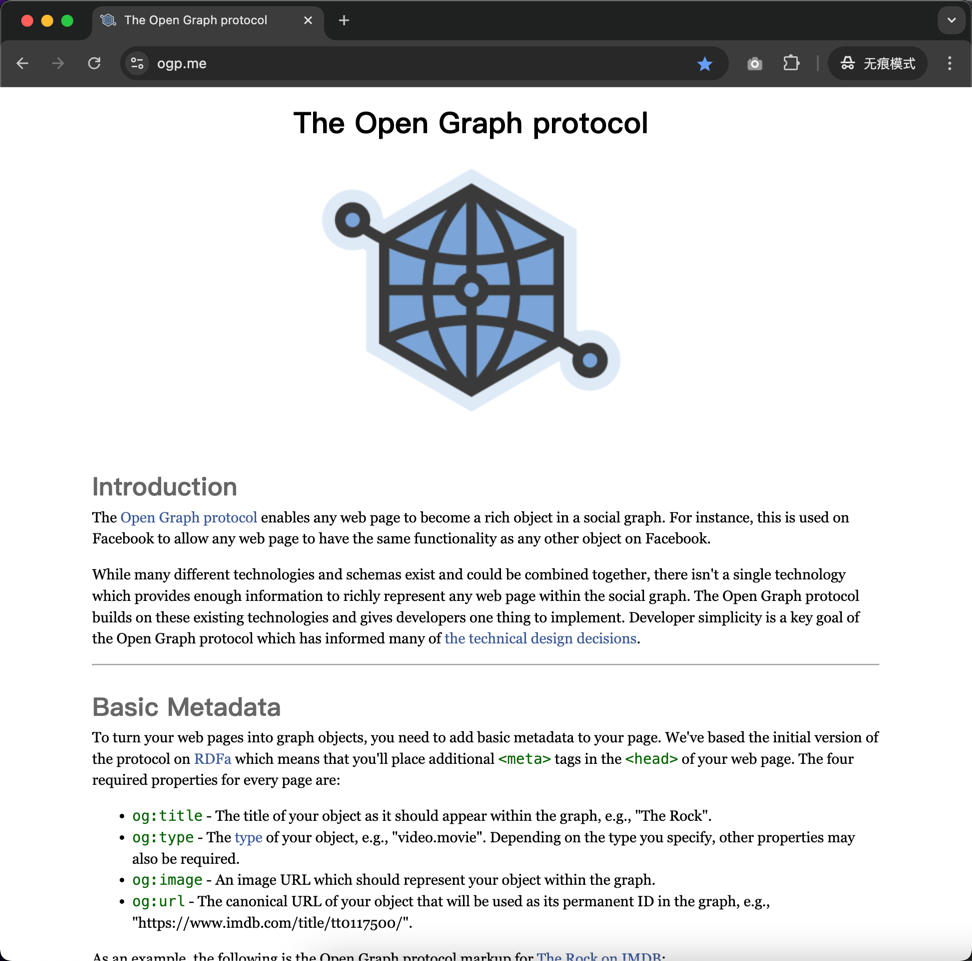 The Open Graph protocol
ogp.me
无痕模式
The Open Graph protocol
Introduction
The Open Graph protocol enables any web page to become a rich object in a social graph. For instance, this is used on
Facebook to allow any web page to have the same functionality as any other object on Facebook.
While many different technologies and schemas exist and could be combined together, there isn't a single technology
which provides enough information to richly represent any web page within the social graph. The Open Graph protocol
builds on these existing technologies and gives developers one thing to implement. Developer simplicity is a key goal of
the Open Graph protocol which has informed many of the technical design decisions.
Basic Metadata
To turn your web pages into graph objects, you need to add basic metadata to your page. We've based the initial version of
the protocol on RDFa which means that you'll place additional <meta> tags in the <head> of your web page. The four
required properties for every page are:
• og:title - The title of your object as it should appear within the graph, e.g., "The Rock".
• og:type - The type of your object, e.g., "video.movie". Depending on the type you specify, other properties may
also be required.
• og:image - An image URL which should represent your object within the graph.
• og:url - The canonical URL of your object that will be used as its permanent ID in the graph, e.g.,
"https://www.imdb.com/title/tt0117500/".
As an example, the following is the Open Graph protocol markup for The Rock on IMDB: